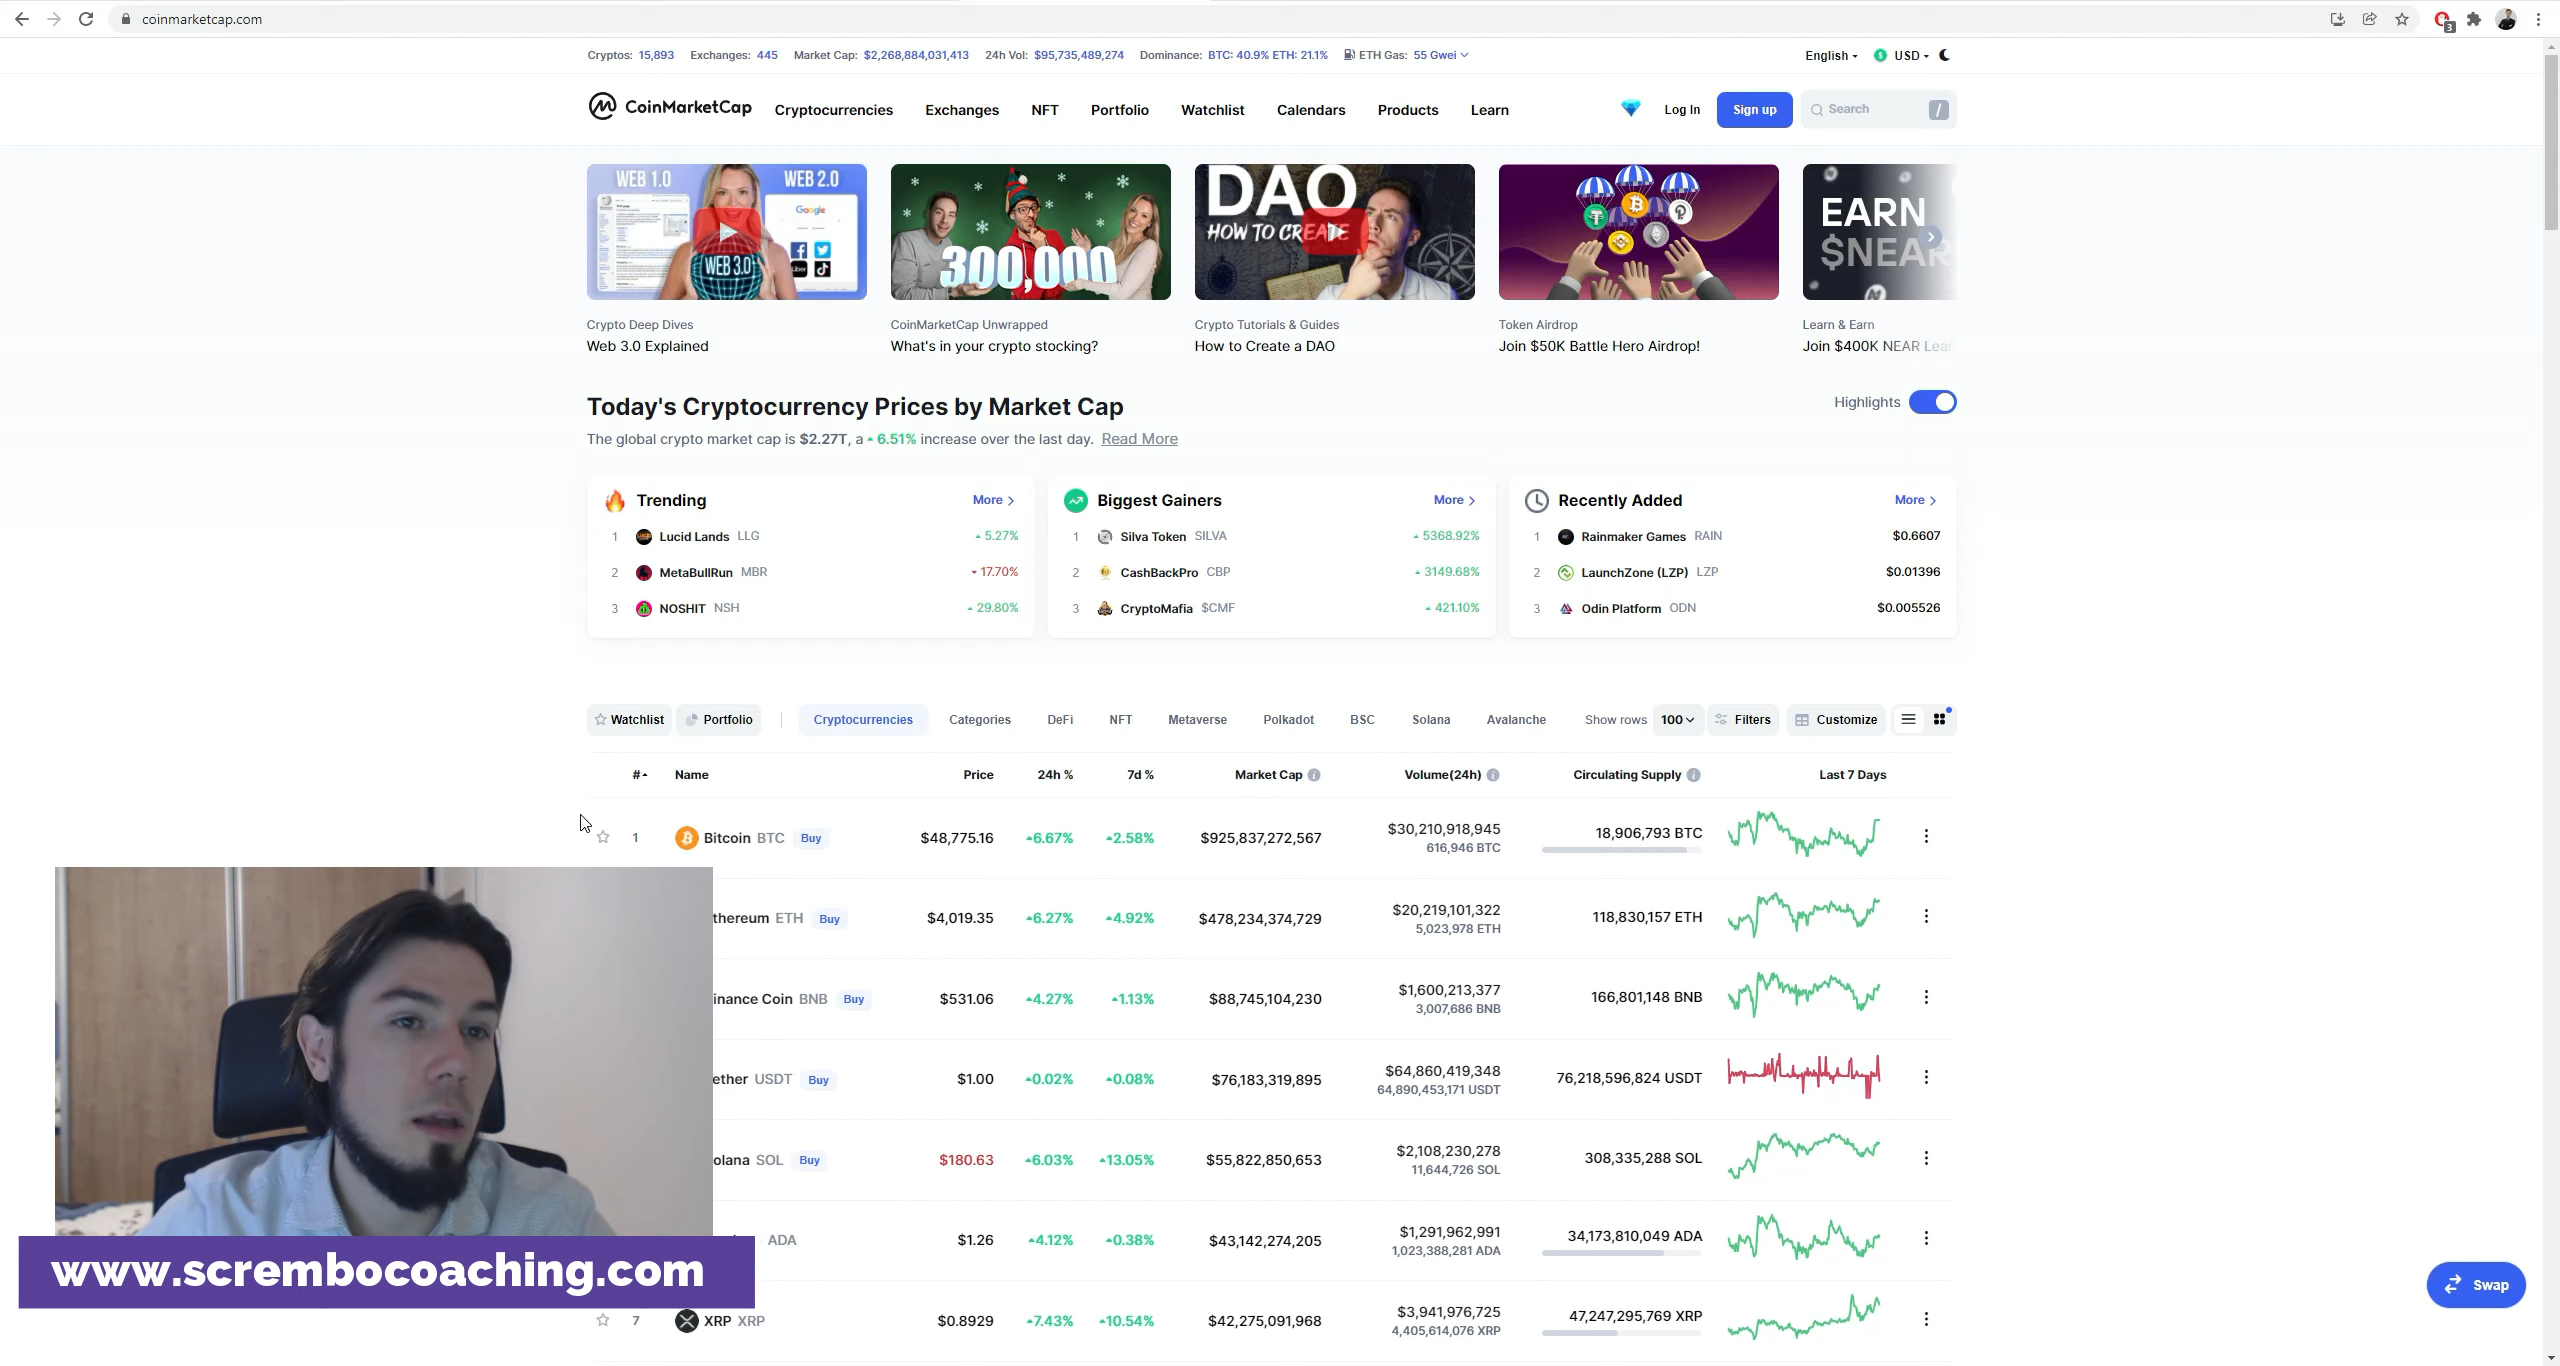 coinmarketcap.com
3
Cryptos: 15,893 Exchanges: 445 Market Cap: $2,268,884,031,413 24h Vol: $95,735,489,274 Dominance: BTC: 40.9% ETH: 21.1% ETH Gas: 55 Gwei English USD
CoinMarketCap Cryptocurrencies Exchanges NFT Portfolio Watchlist Calendars Products Learn Log In Sign up Search /
WEB 1.0 WEB 2.0
Google
WEB 3.0
300,000
DAO
HOW TO CREATE
EARN
$NEAR
Crypto Deep Dives CoinMarketCap Unwrapped Crypto Tutorials & Guides Token Airdrop Learn & Earn
Web 3.0 Explained What's in your crypto stocking? How to Create a DAO Join $50K Battle Hero Airdrop! Join $400K NEAR Lear
Today's Cryptocurrency Prices by Market Cap Highlights
The global crypto market cap is $2.27T, a 6.51% increase over the last day. Read More
Trending More Biggest Gainers More Recently Added More
1 Lucid Lands LLG 5.27% 1 Silva Token SILVA 5368.92% 1 Rainmaker Games RAIN $0.6607
2 MetaBullRun MBR 17.70% 2 CashBackPro CBP 3149.68% 2 LaunchZone (LZP) LZP $0.01396
3 NOSHIT NSH 29.80% 3 CryptoMafia $CMF 421.10% 3 Odin Platform ODN $0.005526
Watchlist Portfolio Cryptocurrencies Categories DeFi NFT Metaverse Polkadot BSC Solana Avalanche Show rows 100 Filters Customize
# Name Price 24h % 7d % Market Cap Volume(24h) Circulating Supply Last 7 Days
1 Bitcoin BTC Buy $48,775.16 6.67% 2.58% $925,837,272,567 $30,210,918,945 18,906,793 BTC
616,946 BTC
thereum ETH Buy $4,019.35 6.27% 4.92% $478,234,374,729 $20,219,101,322 118,830,157 ETH
5,023,978 ETH
inance Coin BNB Buy $531.06 4.27% 1.13% $88,745,104,230 $1,600,213,377 166,801,148 BNB
3,007,686 BNB
ether USDT Buy $1.00 0.02% 0.08% $76,183,319,895 $64,860,419,348 76,218,596,824 USDT
64,890,453,171 USDT
olana SOL Buy $180.63 6.03% 13.05% $55,822,850,653 $2,108,230,278 308,335,288 SOL
11,644,726 SOL
ADA $1.26 4.12% 0.38% $43,142,274,205 $1,291,962,991 34,173,810,049 ADA
1,023,388,281 ADA
www.scrembocoaching.com
Swap
7 XRP XRP $0.8929 7.43% 10.54% $42,275,091,968 $3,941,976,725 47,247,295,769 XRP
4,405,614,076 XRP